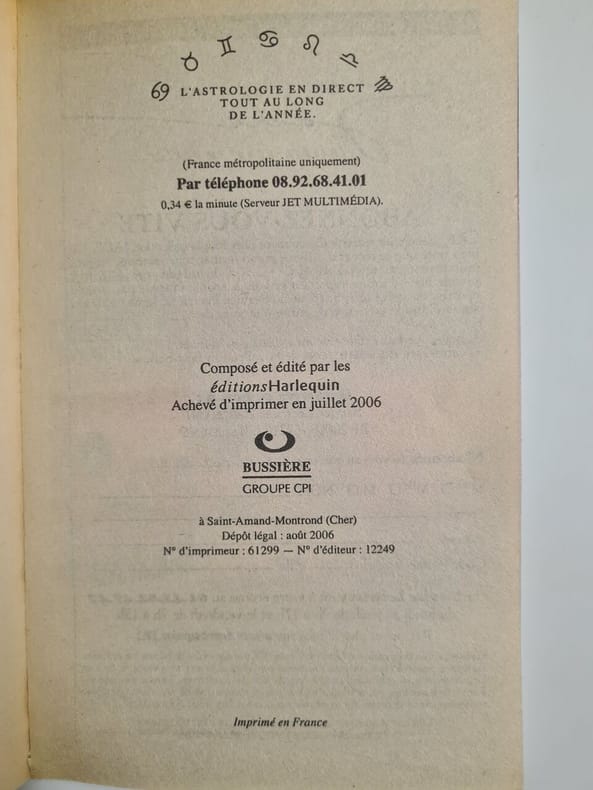 ♉ ♊ ♋ ♌ ♎
L'ASTROLOGIE EN DIRECT
TOUT AU LONG
DE L'ANNÉE.
(France métropolitaine uniquement)
Par téléphone 08.92.68.41.01
0,34 € la minute (Serveur JET MULTIMÉDIA).
Composé et édité par les
éditionsHarlequin
Achevé d'imprimer en juillet 2006
BUSSIÈRE
GROUPE CPI
à Saint-Amand-Montrond (Cher)
Dépôt légal : août 2006
N° d'imprimeur : 61299 — N° d'éditeur : 12249
Imprimé en France